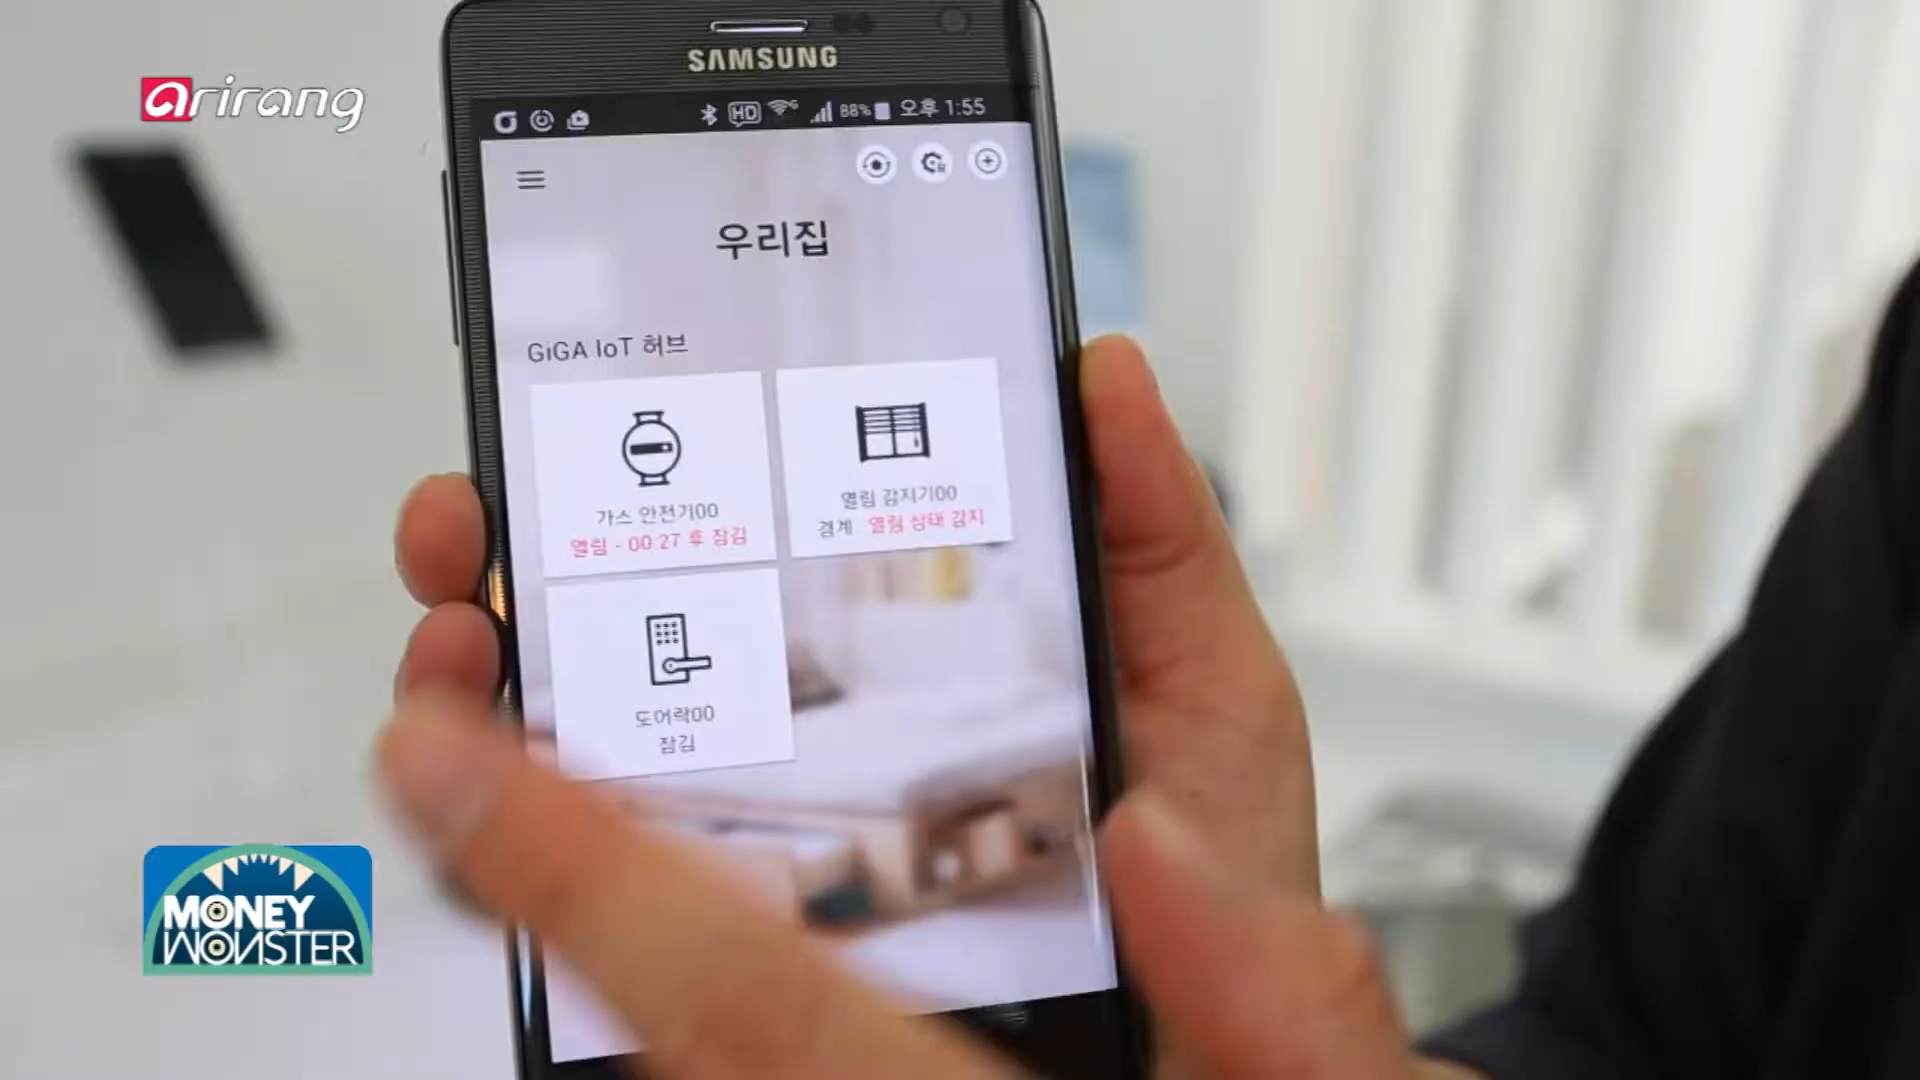 arirang
SAMSUNG
HD 88% 오후 1:55
우리집
GiGA IoT 허브
가스 안전기00
열림 - 00:27 후 잠김
열림 감지기00
경계 열림 상태 감지
도어락00
잠김
MONEY
MONSTER